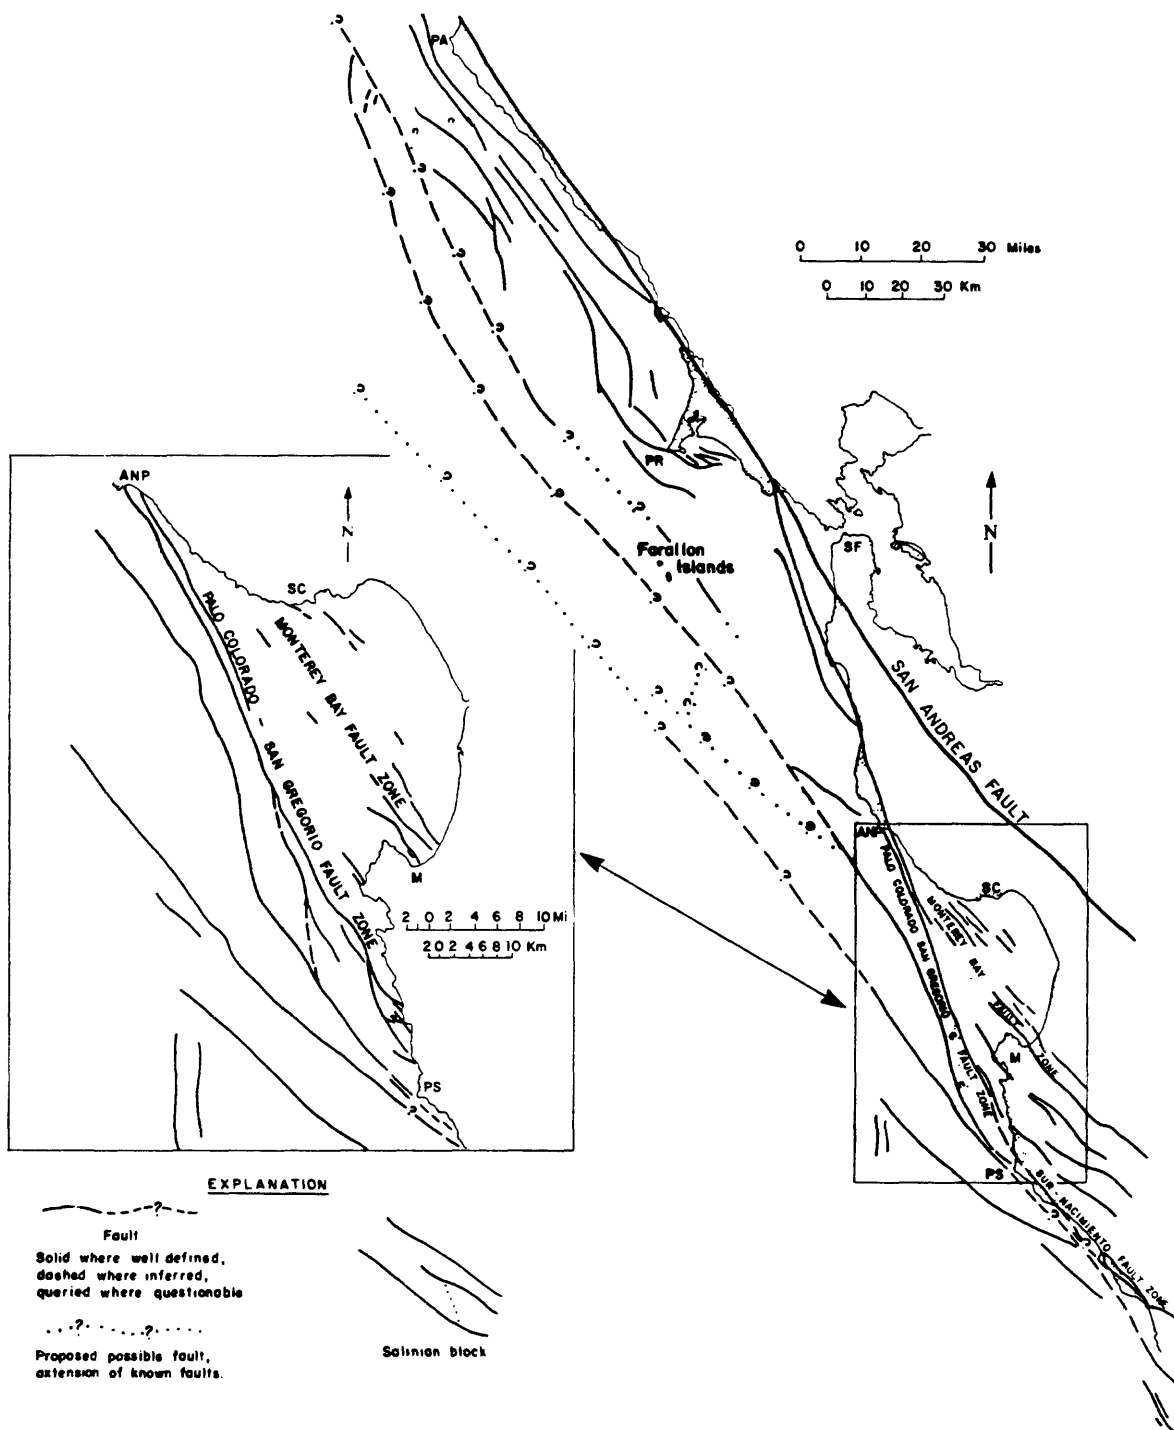 PA
0 10 20 30 Miles
0 10 20 30 Km
PR
SF
N
Farallon
Islands
SAN ANDREAS FAULT
ANP
SC
N
PALO COLORADO SAN GREGORIO FAULT ZONE
MONTEREY BAY FAULT ZONE
M
2 0 2 4 6 8 10 Mi
2 0 2 4 6 8 10 Km
PS
?
ANP
SC
PALO COLORADO SAN GREGORIO FAULT ZONE
MONTEREY BAY FAULT ZONE
M
PS
SUR-NACIMIENTO FAULT ZONE
EXPLANATION
?
Fault
Solid where well defined,
dashed where inferred,
queried where questionable
? ?
Proposed possible fault,
extension of known faults.
Salinian block